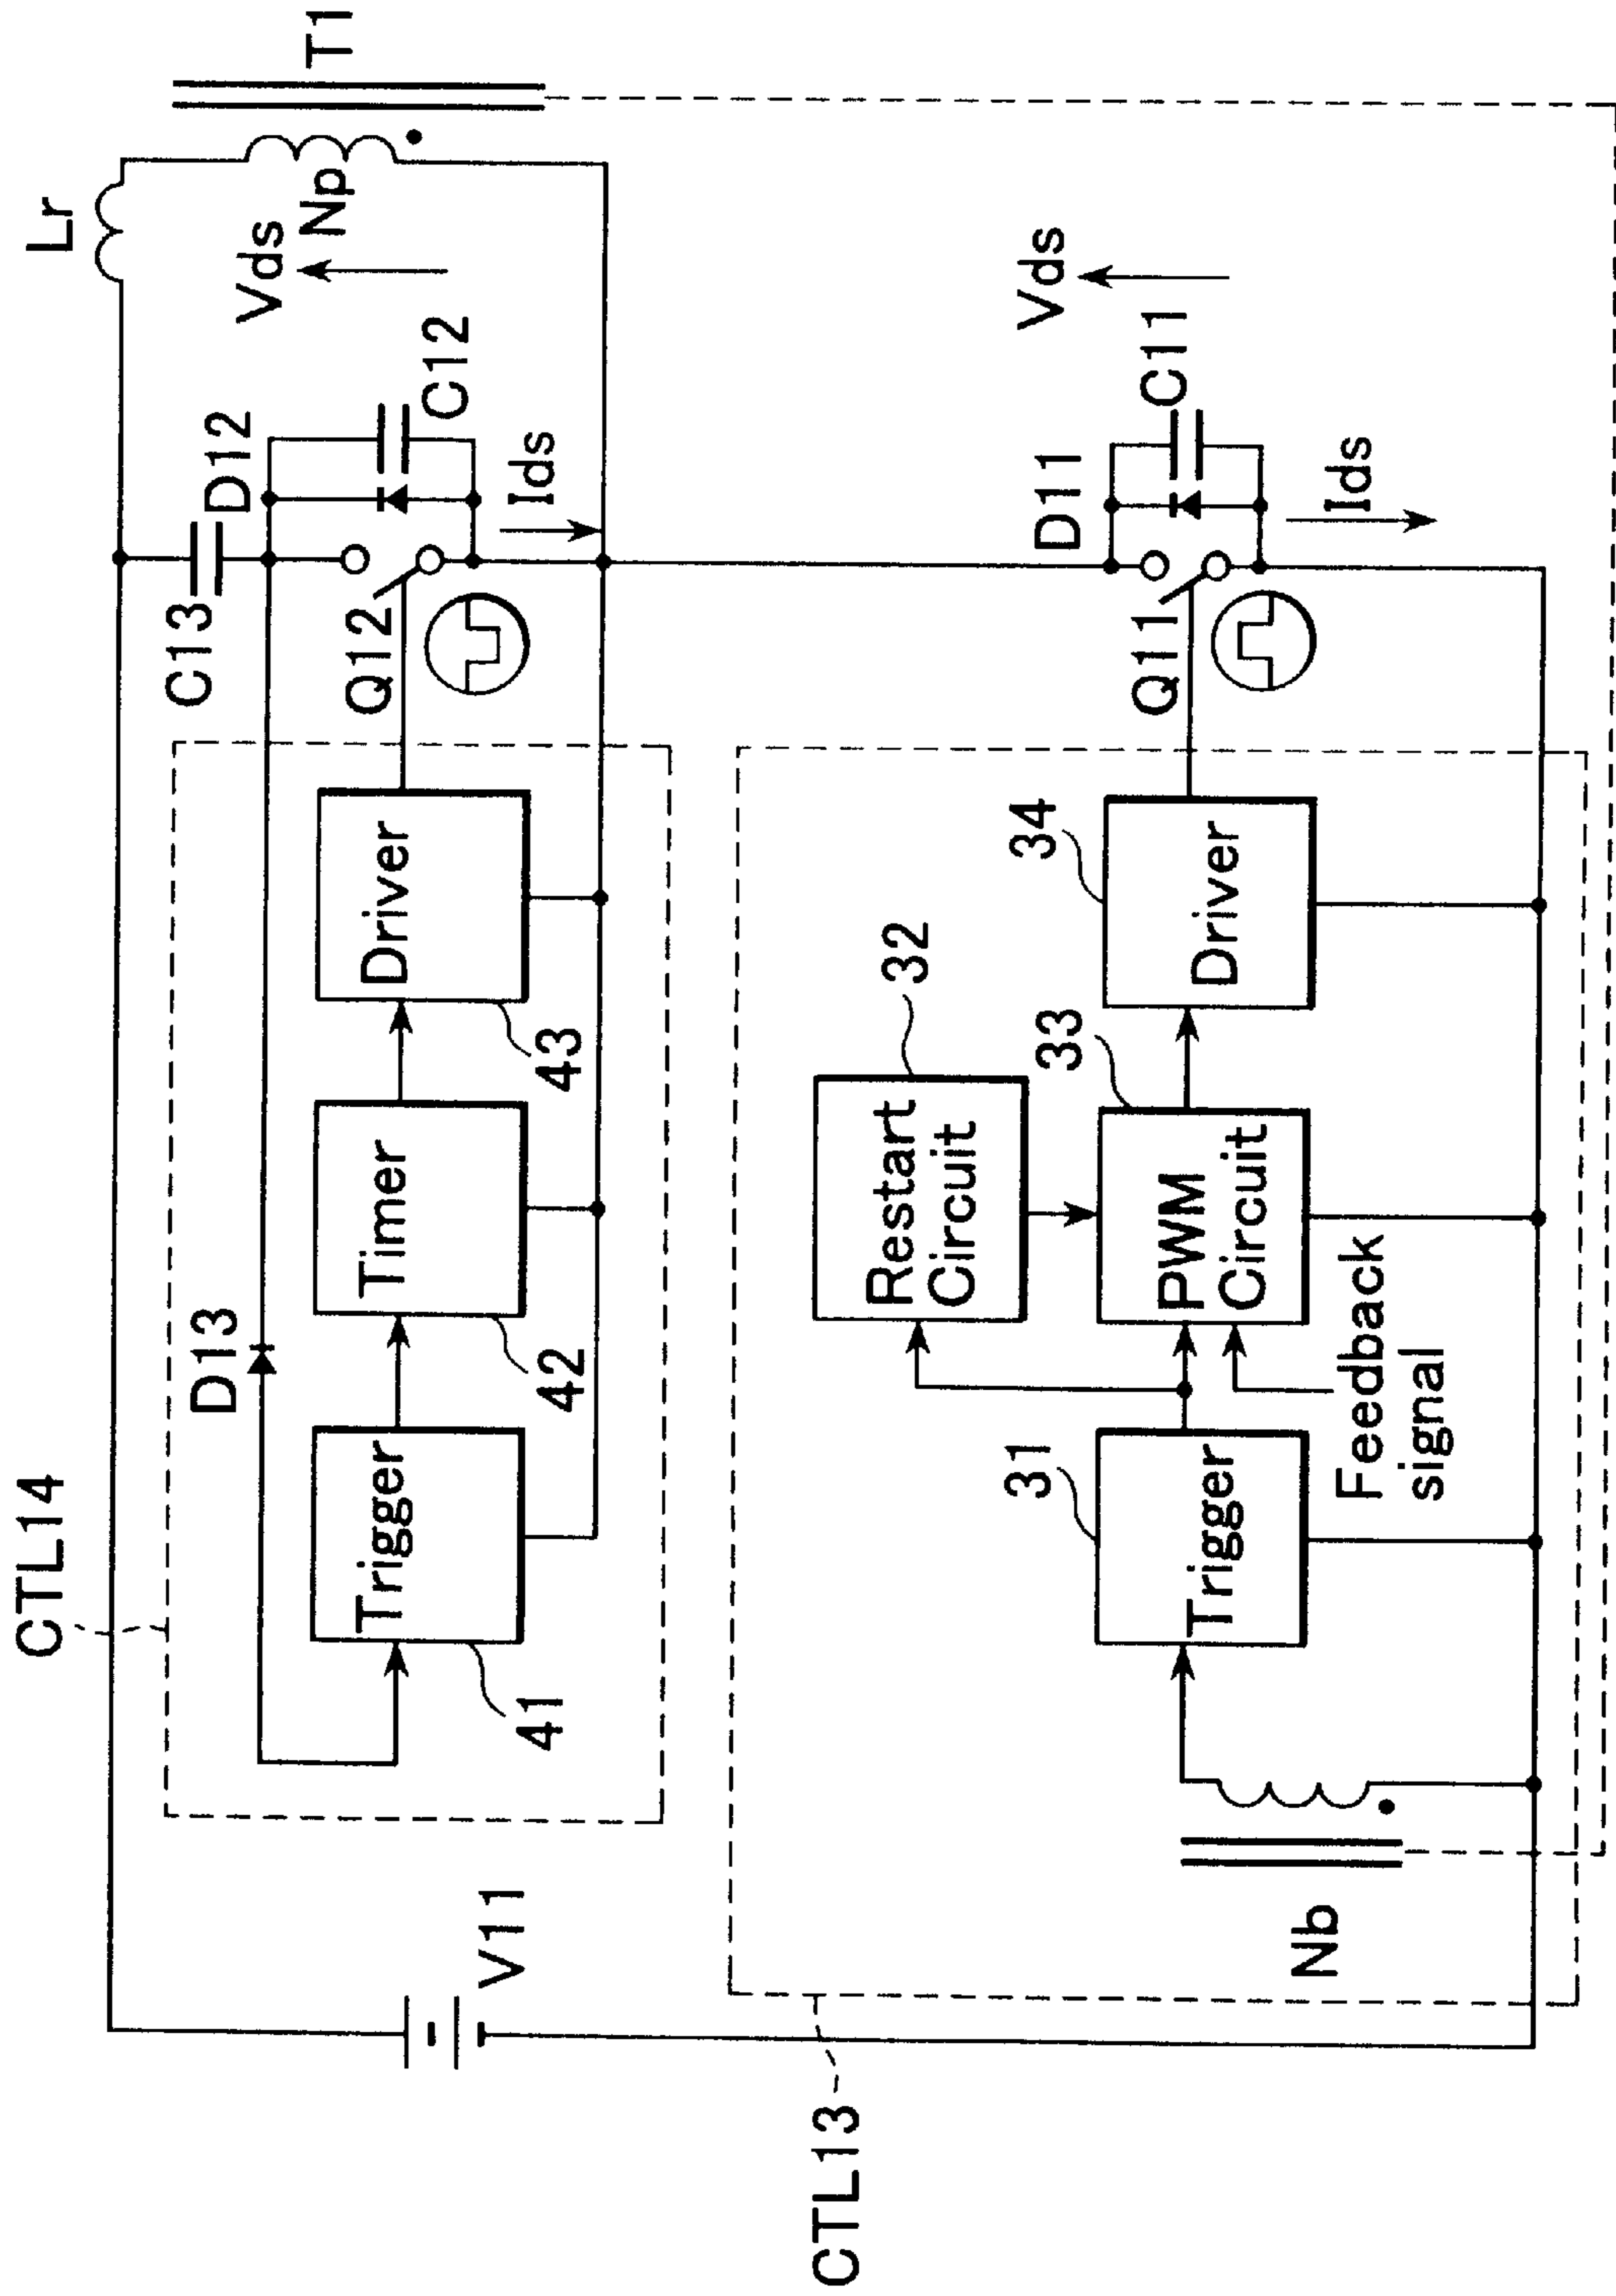 CTL14
D13
Trigger
41
Timer
42
Driver
43
C13
D12
Q12
C12
Ids
Lr
Vds
Np
T1
V11
CTL13
Nb
Trigger
31
Restart
Circuit
32
PWM
Circuit
33
Feedback
signal
Driver
34
Q11
D11
C11
Ids
Vds